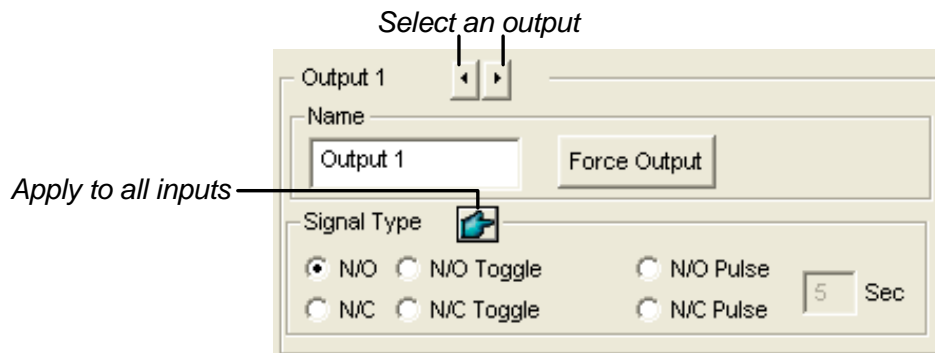 Select an output
Output 1
Name
Output 1
Force Output
Apply to all inputs
Signal Type
N/O N/O Toggle N/O Pulse
5 Sec
N/C N/C Toggle N/C Pulse